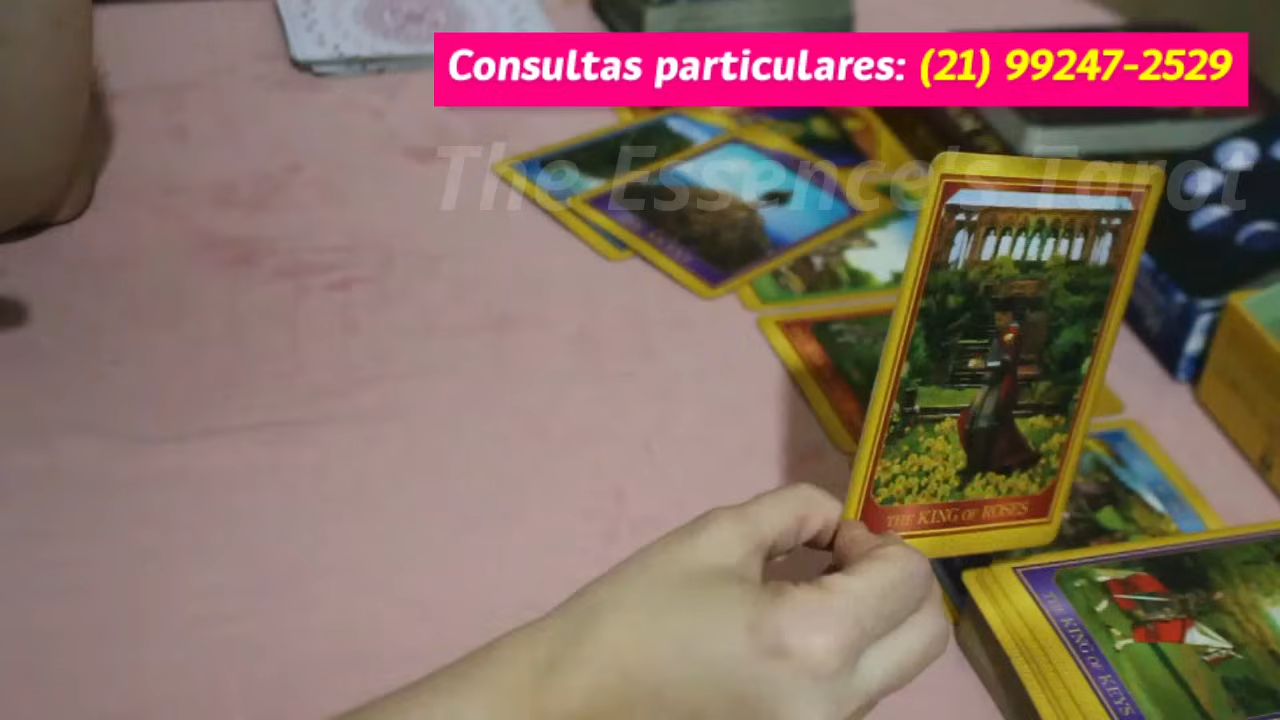 Consultas particulares: (21) 99247-2529
The Essence's Tarot
THE KING OF ROSES
THE KING OF KEYS